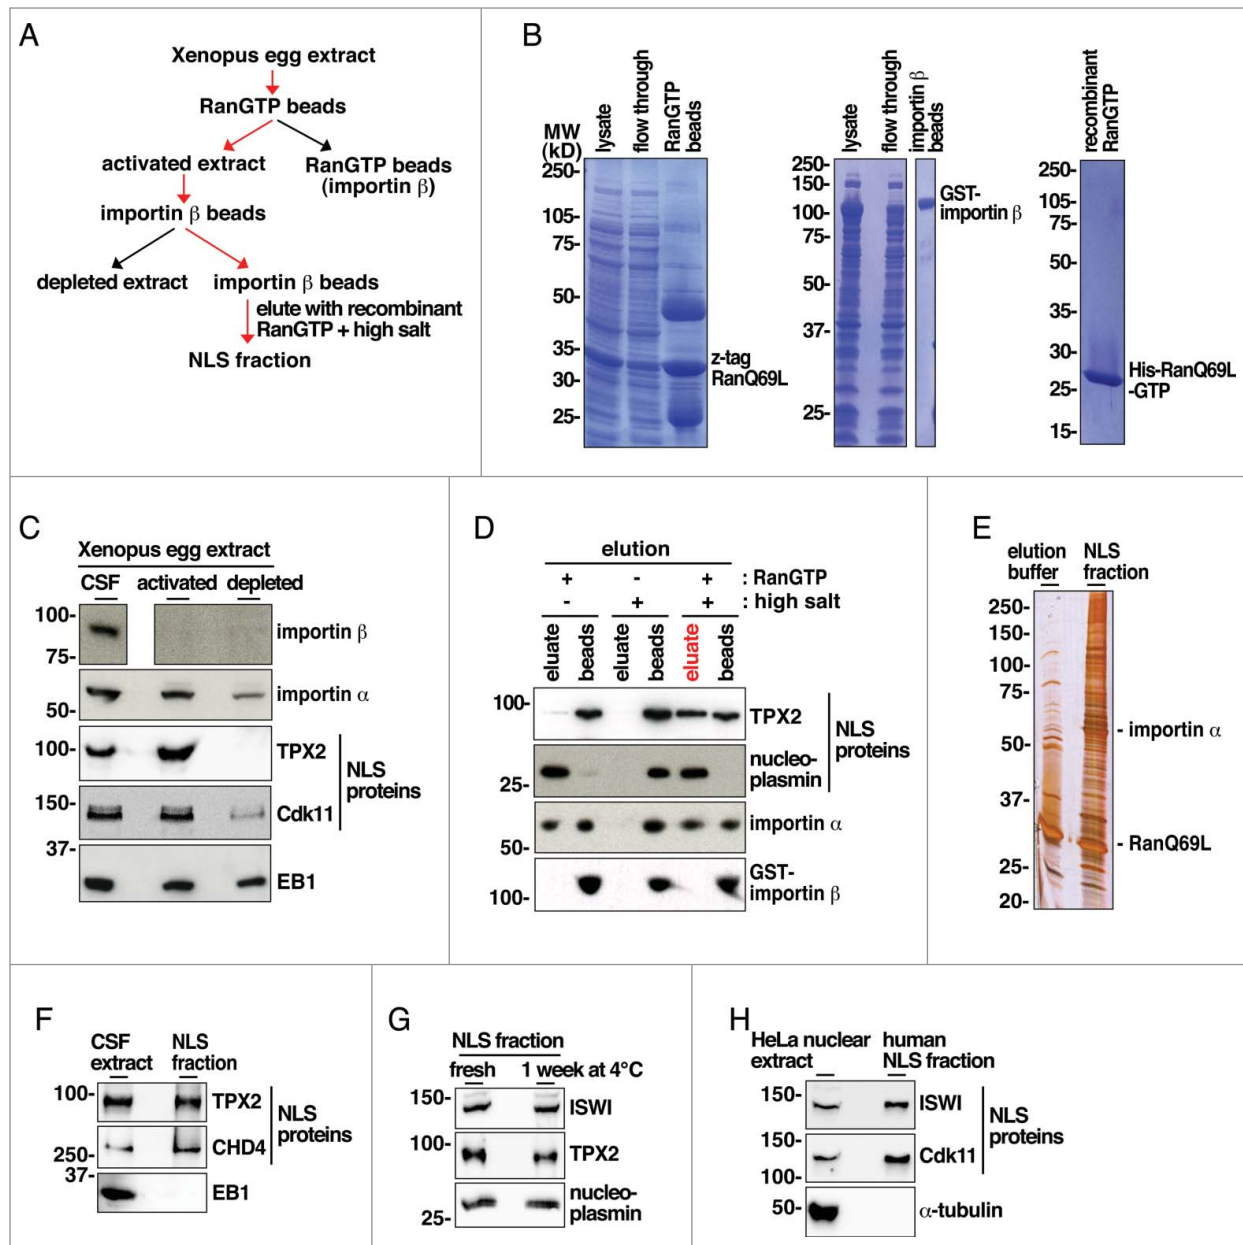 A
Xenopus egg extract
RanGTP beads
activated extract
RanGTP beads
(importin β)
importin β beads
depleted extract
importin β beads
elute with recombinant
RanGTP + high salt
NLS fraction
B
MW
(kD)
lysate
flow through
RanGTP
beads
250-
105-
75-
50-
35-
30-
25-
z-tag
RanQ69L
lysate
flow through
importin β
beads
250-
150-
100-
75-
50-
37-
25-
GST-
importin β
recombinant
RanGTP
250-
105-
75-
50-
35-
30-
25-
15-
His-RanQ69L
-GTP
C
Xenopus egg extract
CSF activated depleted
100-
75-
importin β
50-
importin α
100-
TPX2
150-
Cdk11
NLS
proteins
37-
EB1
D
elution
+ - + : RanGTP
- + + : high salt
eluate
beads
eluate
beads
eluate
beads
100-
TPX2
25-
nucleo-
plasmin
NLS
proteins
50-
importin α
100-
GST-
importin β
E
elution
buffer
NLS
fraction
250-
150-
100-
75-
50-
37-
25-
20-
- importin α
- RanQ69L
F
CSF
extract
NLS
fraction
100-
TPX2
250-
CHD4
NLS
proteins
37-
EB1
G
NLS fraction
fresh 1 week at 4°C
150-
ISWI
100-
TPX2
25-
nucleo-
plasmin
H
HeLa nuclear
extract
human
NLS fraction
150-
ISWI
150-
100-
Cdk11
NLS
proteins
50-
α-tubulin